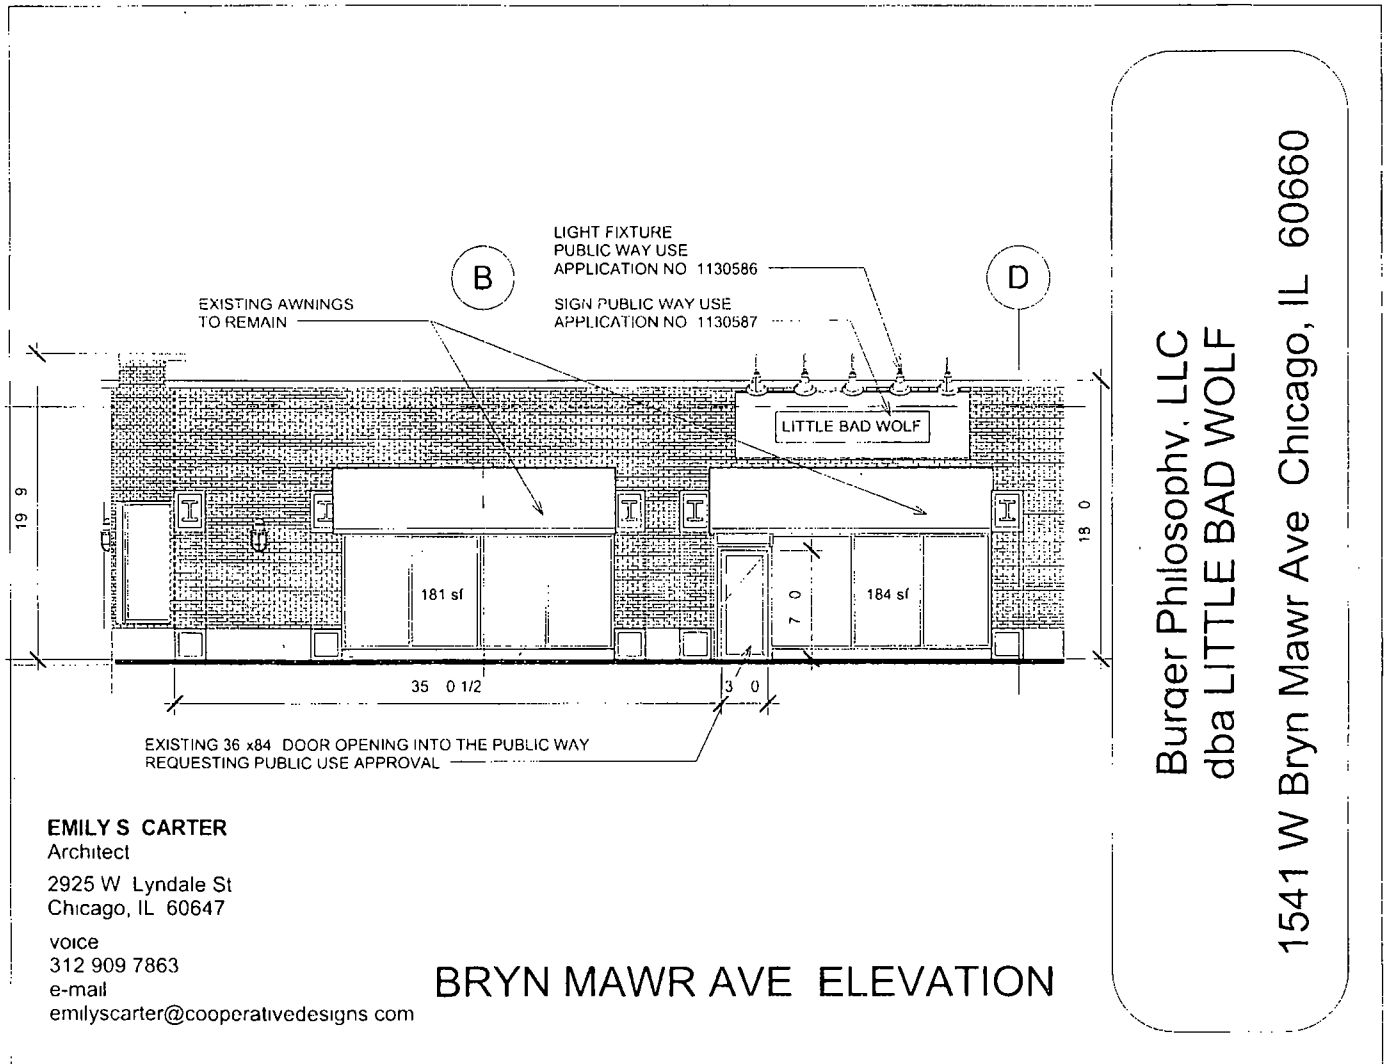 LIGHT FIXTURE
PUBLIC WAY USE
APPLICATION NO 1130586
B
D
EXISTING AWNINGS
TO REMAIN
SIGN PUBLIC WAY USE
APPLICATION NO 1130587
LITTLE BAD WOLF
19 9
18 0
181 sf
7 0
184 sf
35 0 1/2
3 0
EXISTING 36 x84 DOOR OPENING INTO THE PUBLIC WAY
REQUESTING PUBLIC USE APPROVAL
EMILY S CARTER
Architect
2925 W Lyndale St
Chicago, IL 60647
voice
312 909 7863
e-mail
emilyscarter@cooperativedesigns com
BRYN MAWR AVE ELEVATION
Burger Philosophy, LLC
dba LITTLE BAD WOLF
1541 W Bryn Mawr Ave Chicago, IL 60660